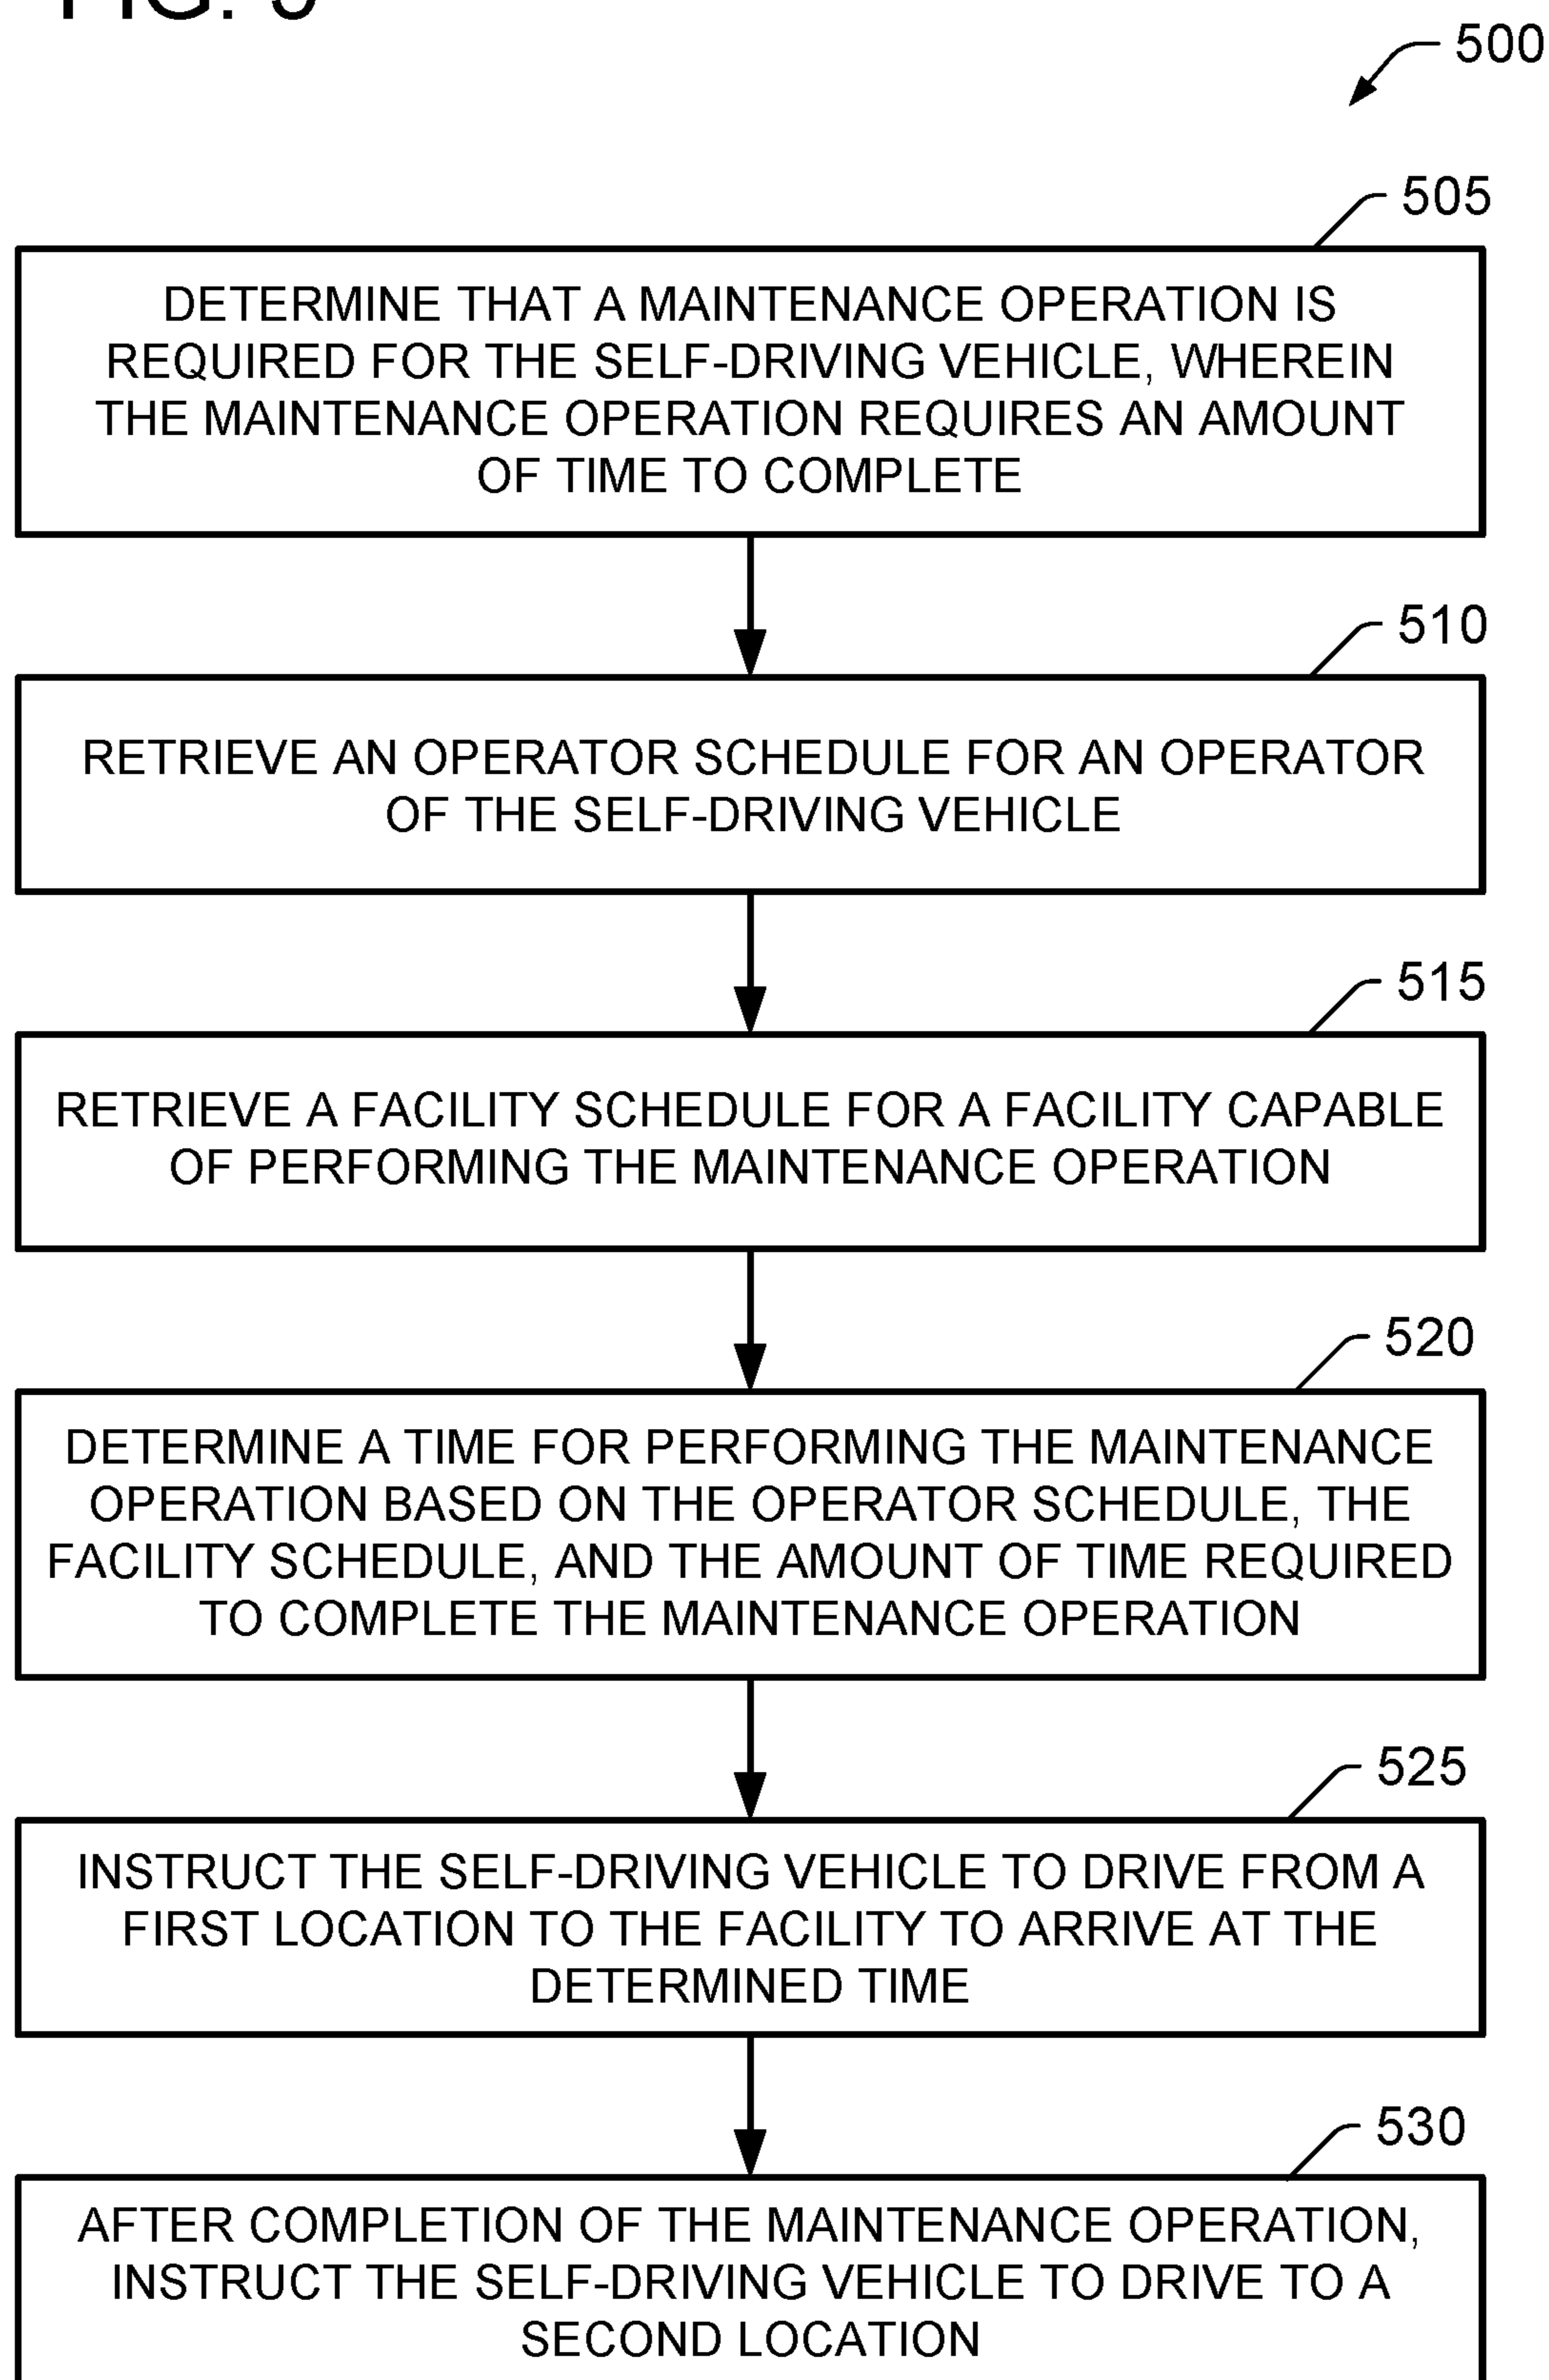 FIG. 5
500
505
DETERMINE THAT A MAINTENANCE OPERATION IS
REQUIRED FOR THE SELF-DRIVING VEHICLE, WHEREIN
THE MAINTENANCE OPERATION REQUIRES AN AMOUNT
OF TIME TO COMPLETE
510
RETRIEVE AN OPERATOR SCHEDULE FOR AN OPERATOR
OF THE SELF-DRIVING VEHICLE
515
RETRIEVE A FACILITY SCHEDULE FOR A FACILITY CAPABLE
OF PERFORMING THE MAINTENANCE OPERATION
520
DETERMINE A TIME FOR PERFORMING THE MAINTENANCE
OPERATION BASED ON THE OPERATOR SCHEDULE, THE
FACILITY SCHEDULE, AND THE AMOUNT OF TIME REQUIRED
TO COMPLETE THE MAINTENANCE OPERATION
525
INSTRUCT THE SELF-DRIVING VEHICLE TO DRIVE FROM A
FIRST LOCATION TO THE FACILITY TO ARRIVE AT THE
DETERMINED TIME
530
AFTER COMPLETION OF THE MAINTENANCE OPERATION,
INSTRUCT THE SELF-DRIVING VEHICLE TO DRIVE TO A
SECOND LOCATION